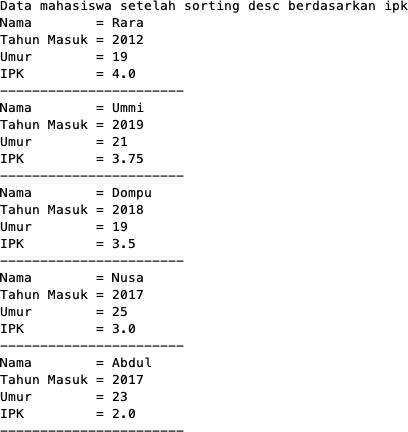 Data mahasiswa setelah sorting desc berdasarkan ipk
Nama        = Rara
Tahun Masuk = 2012
Umur        = 19
IPK         = 4.0
-----------------------
Nama        = Ummi
Tahun Masuk = 2019
Umur        = 21
IPK         = 3.75
-----------------------
Nama        = Dompu
Tahun Masuk = 2018
Umur        = 19
IPK         = 3.5
-----------------------
Nama        = Nusa
Tahun Masuk = 2017
Umur        = 25
IPK         = 3.0
-----------------------
Nama        = Abdul
Tahun Masuk = 2017
Umur        = 23
IPK         = 2.0
-----------------------